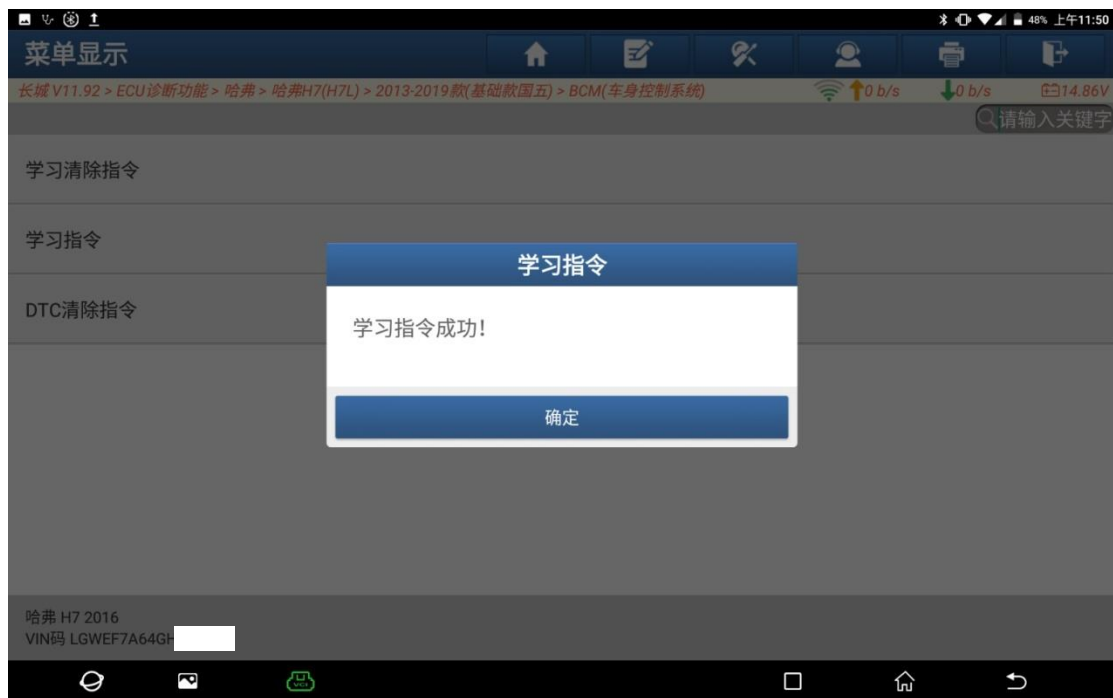 48% 上午11:50
菜单显示
长城 V11.92 > ECU诊断功能 > 哈弗 > 哈弗H7(H7L) > 2013-2019款(基础款国五) > BCM(车身控制系统)
0 b/s
0 b/s
14.86V
请输入关键字
学习清除指令
学习指令
DTC清除指令
学习指令
学习指令成功!
确定
哈弗 H7 2016
VIN码 LGWEF7A64GH
VCI